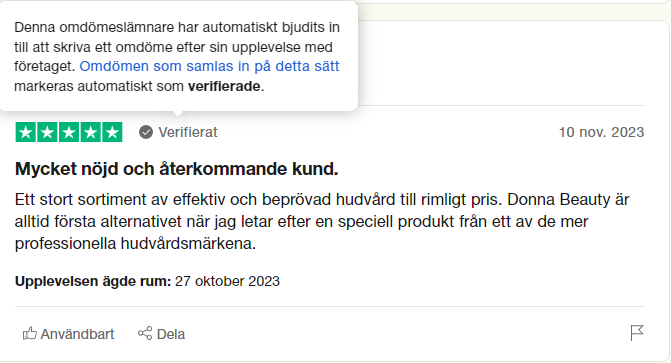 Denna omdömeslämnare har automatiskt bjudits in
till att skriva ett omdöme efter sin upplevelse med
företaget. Omdömen som samlas in på detta sätt
markeras automatiskt som verifierade.
Verifierat
10 nov. 2023
Mycket nöjd och återkommande kund.
Ett stort sortiment av effektiv och beprövad hudvård till rimligt pris. Donna Beauty är
alltid första alternativet när jag letar efter en speciell produkt från ett av de mer
professionella hudvårdsmärkena.
Upplevelsen ägde rum: 27 oktober 2023
Användbart
Dela